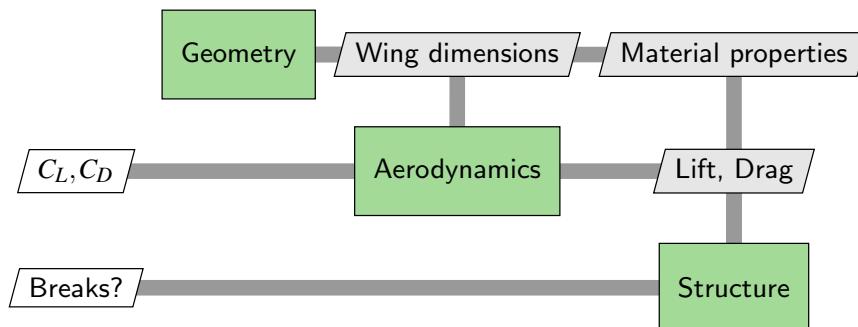 Geometry
Wing dimensions
Material properties
C_L, C_D
Aerodynamics
Lift, Drag
Breaks?
Structure